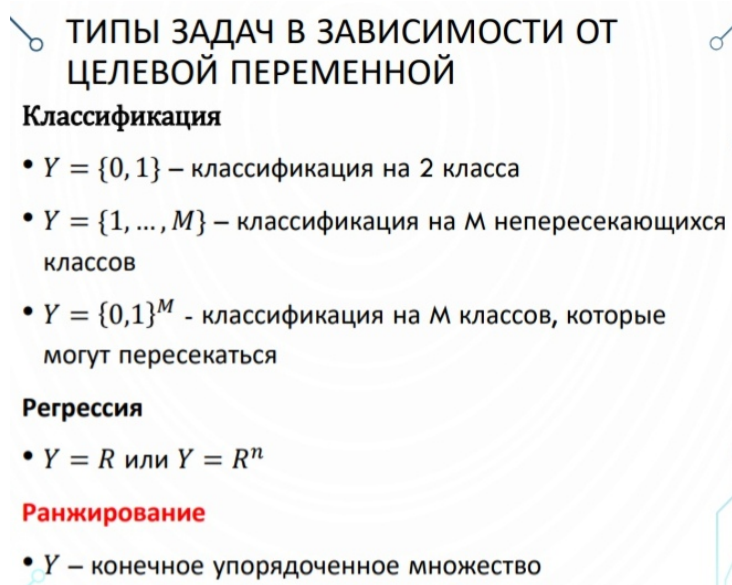 ТИПЫ ЗАДАЧ В ЗАВИСИМОСТИ ОТ
ЦЕЛЕВОЙ ПЕРЕМЕННОЙ
Классификация
• Y = {0, 1} – классификация на 2 класса
• Y = {1, ... , M} – классификация на М непересекающихся
классов
• Y = {0,1}ᴹ - классификация на М классов, которые
могут пересекаться
Регрессия
• Y = R или Y = Rⁿ
Ранжирование
• Y – конечное упорядоченное множество